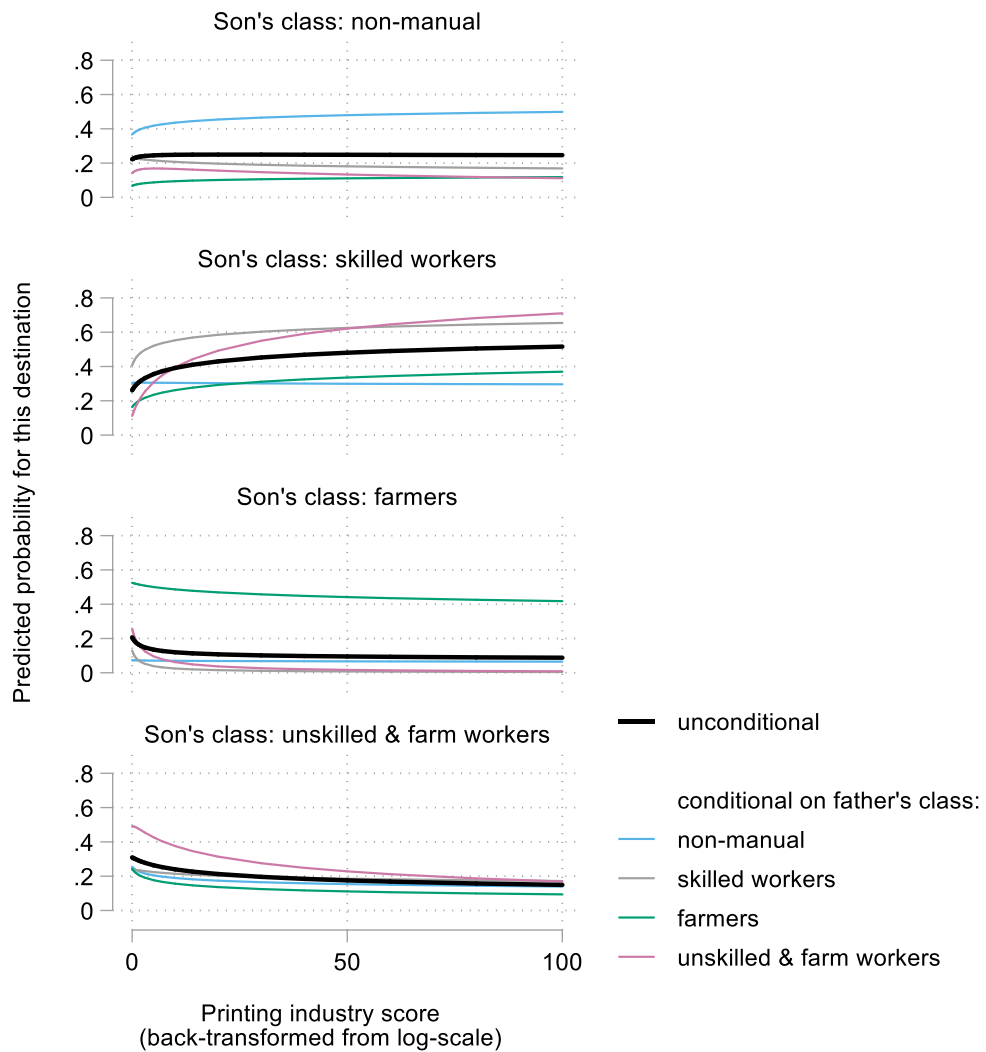 Son's class: non-manual
.8
.6
.4
.2
0
Son's class: skilled workers
.8
.6
.4
.2
0
Son's class: farmers
.8
.6
.4
.2
0
Son's class: unskilled & farm workers
.8
.6
.4
.2
0
0 50 100
Printing industry score
(back-transformed from log-scale)
Predicted probability for this destination
unconditional
conditional on father's class:
non-manual
skilled workers
farmers
unskilled & farm workers